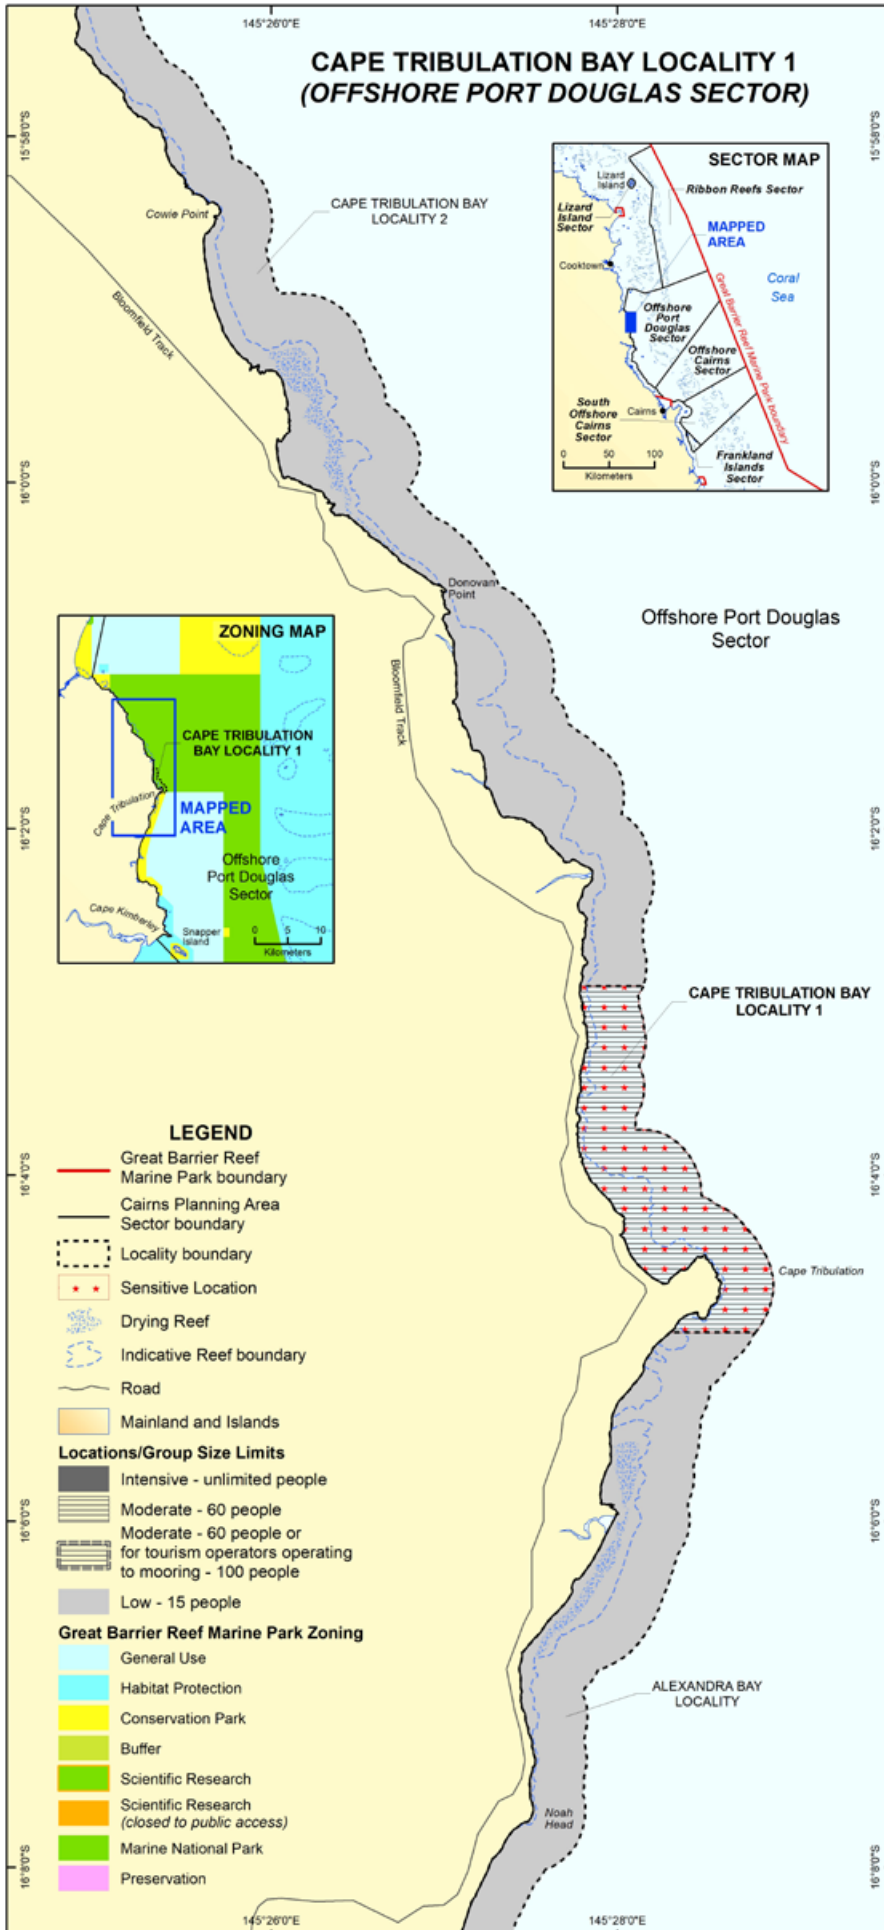 145°26'0"E
145°28'0"E
CAPE TRIBULATION BAY LOCALITY 1
(OFFSHORE PORT DOUGLAS SECTOR)
15°58'0"S
15°58'0"S
SECTOR MAP
Lizard
Island
Ribbon Reefs Sector
Lizard
Island
Sector
MAPPED
AREA
Cooktown
Coral
Sea
Great Barrier Reef Marine Park boundary
Offshore
Port
Douglas
Sector
Offshore
Cairns
Sector
South
Offshore
Cairns
Sector
Cairns
Frankland
Islands
Sector
0 50 100
Kilometers
Cowie Point
CAPE TRIBULATION BAY
LOCALITY 2
Bloomfield Track
16°0'0"S
16°0'0"S
Donovan
Point
Offshore Port Douglas
Sector
Bloomfield Track
ZONING MAP
CAPE TRIBULATION
BAY LOCALITY 1
Cape Tribulation
MAPPED
AREA
Offshore
Port Douglas
Sector
Cape Kimberley
Snapper
Island
0 5 10
Kilometers
16°2'0"S
16°2'0"S
CAPE TRIBULATION BAY
LOCALITY 1
16°4'0"S
16°4'0"S
Cape Tribulation
LEGEND
Great Barrier Reef
Marine Park boundary
Cairns Planning Area
Sector boundary
Locality boundary
Sensitive Location
Drying Reef
Indicative Reef boundary
Road
Mainland and Islands
Locations/Group Size Limits
Intensive - unlimited people
Moderate - 60 people
Moderate - 60 people or
for tourism operators operating
to mooring - 100 people
Low - 15 people
Great Barrier Reef Marine Park Zoning
General Use
Habitat Protection
Conservation Park
Buffer
Scientific Research
Scientific Research
(closed to public access)
Marine National Park
Preservation
16°6'0"S
16°6'0"S
ALEXANDRA BAY
LOCALITY
Noah
Head
16°8'0"S
16°8'0"S
145°26'0"E
145°28'0"E